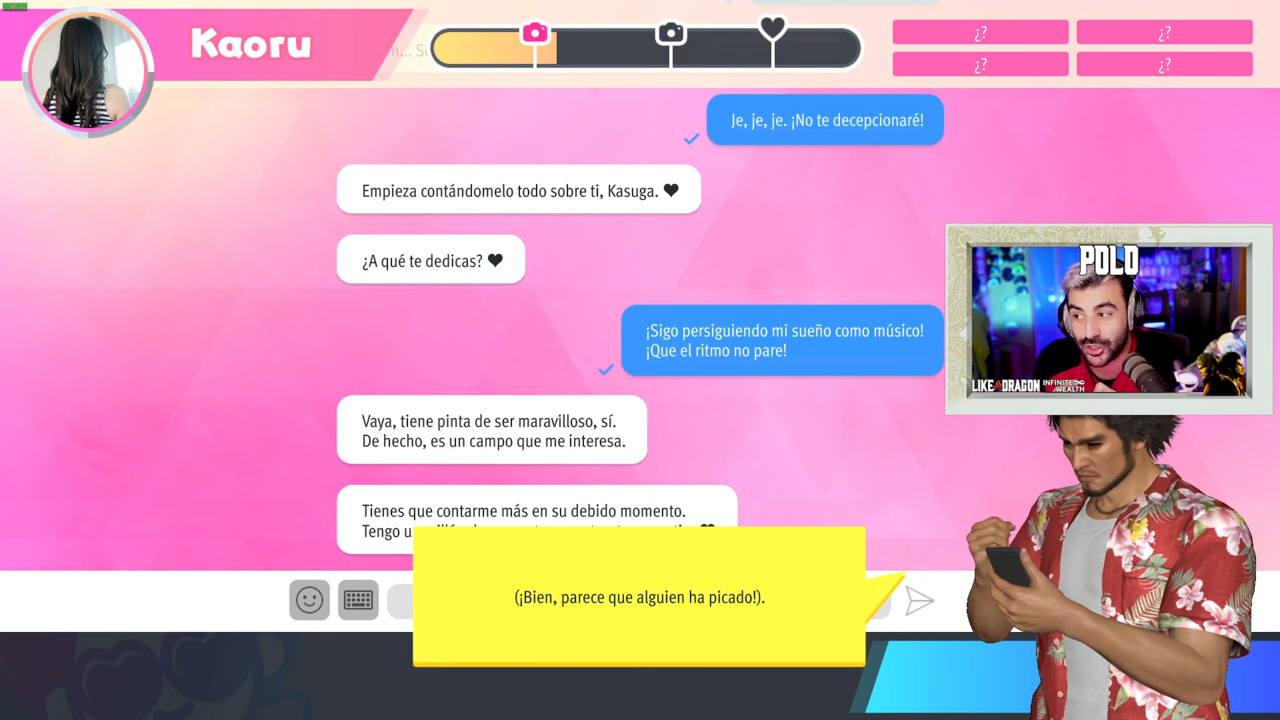 Kaoru
¿?
¿?
¿?
¿?
Je, je, je. ¡No te decepcionaré!
Empieza contándomelo todo sobre ti, Kasuga. ♥
¿A qué te dedicas? ♥
¡Sigo persiguiendo mi sueño como músico!
¡Que el ritmo no pare!
Vaya, tiene pinta de ser maravilloso, sí.
De hecho, es un campo que me interesa.
Tienes que contarme más en su debido momento.
Tengo
(¡Bien, parece que alguien ha picado!).
POLO
LIKE A DRAGON INFINITE WEALTH